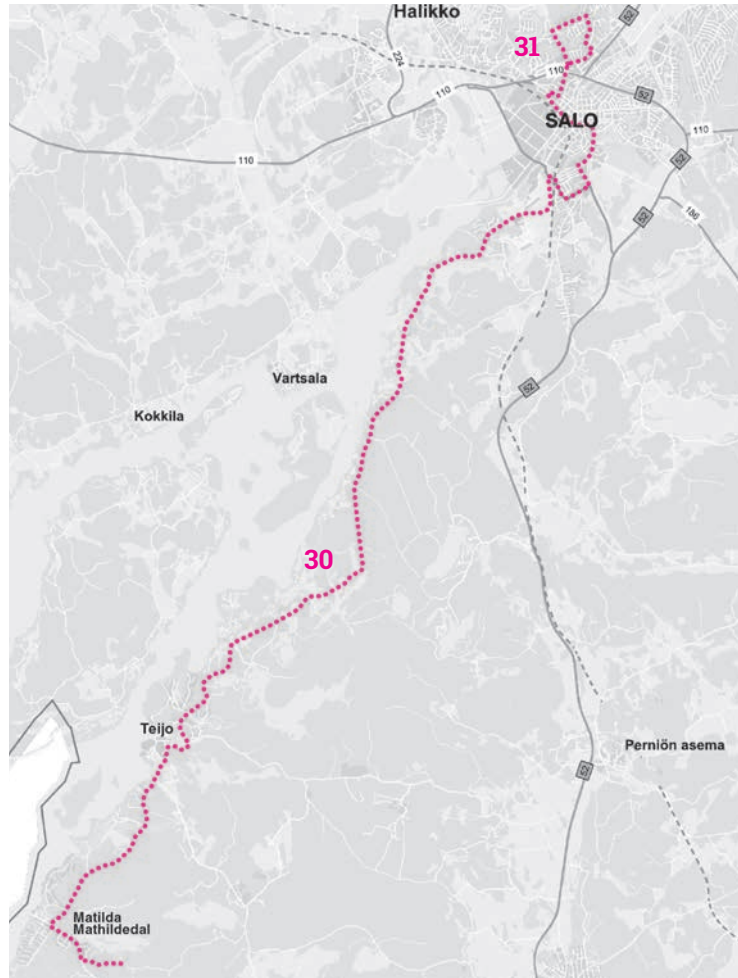 Halikko
52
31
224
110
110
52
SALO
110
110
52
52
186
52
Vartsala
Kokkila
30
Teijo
Perniön asema
52
Matilda
Mathildedal